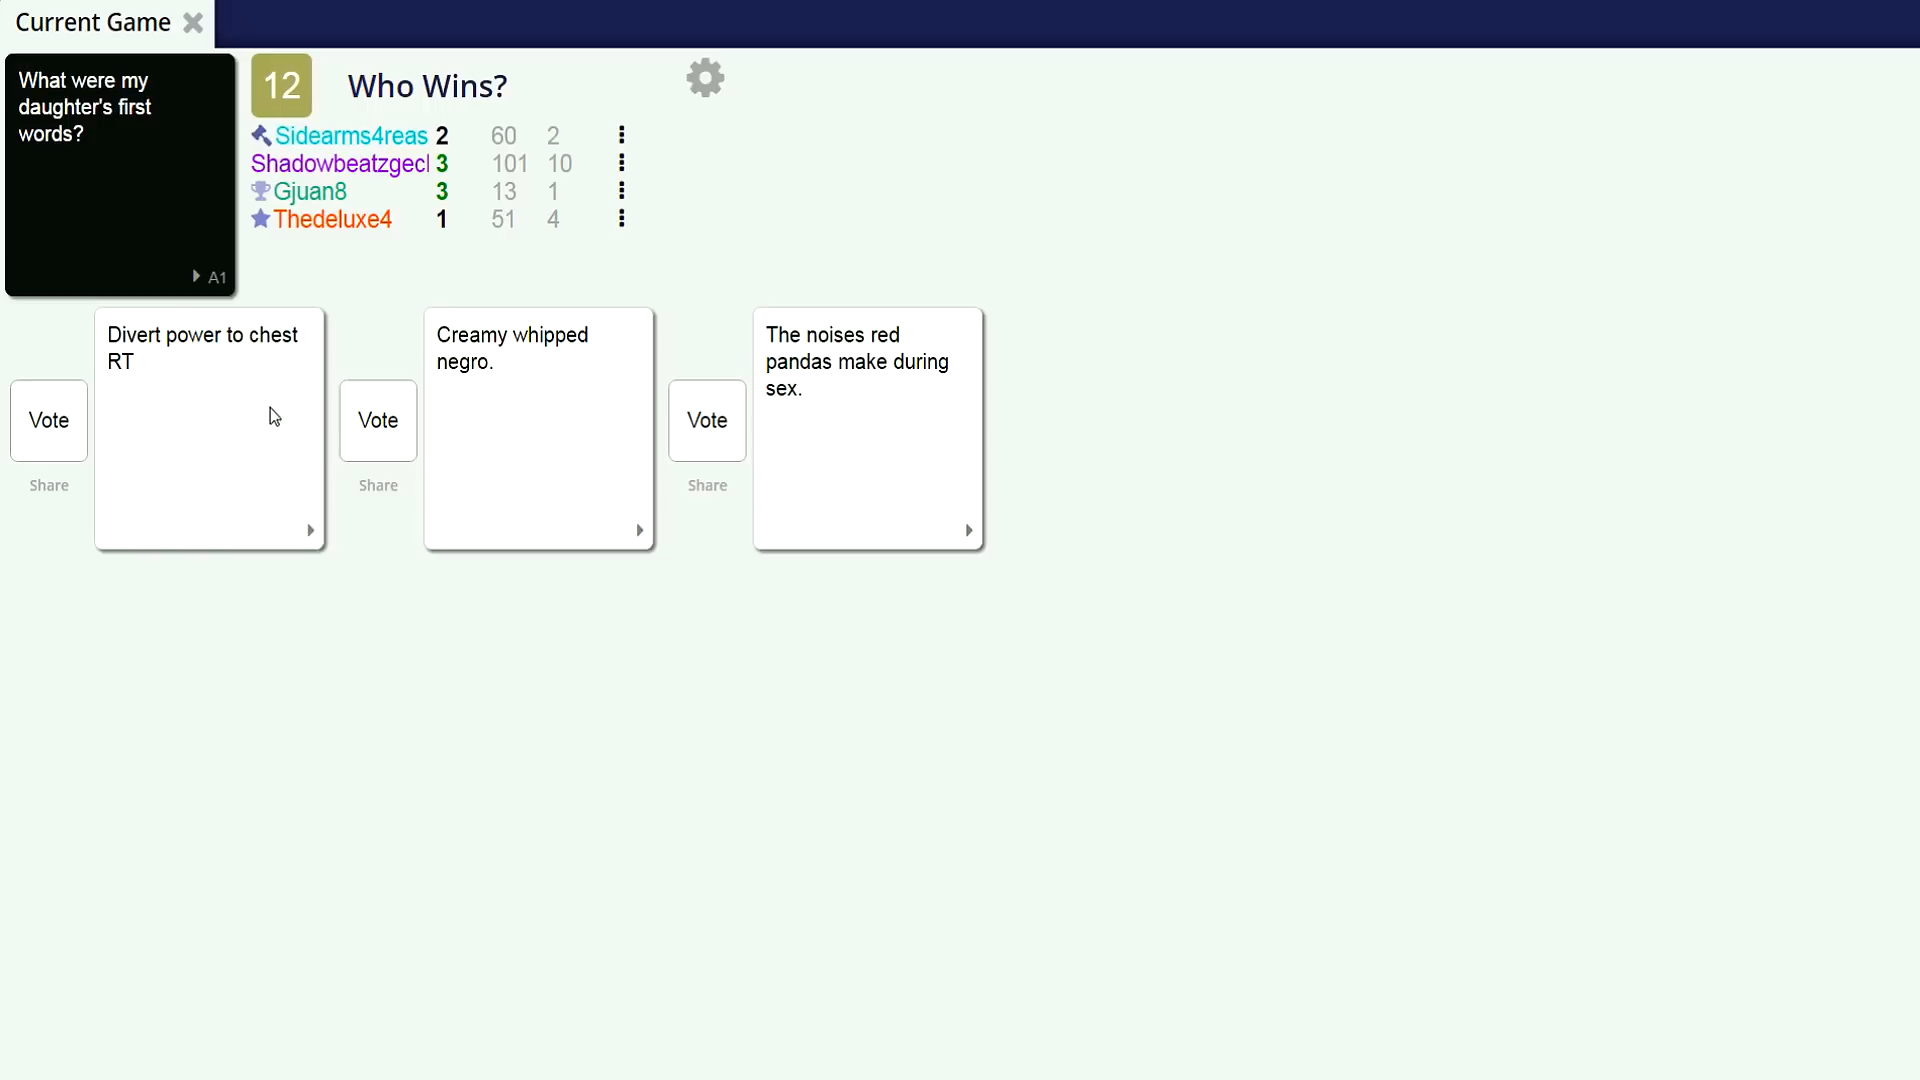 Current Game
What were my
daughter's first
words?
A1
12
Who Wins?
Sidearms4reas 2 60 2
Shadowbeatzgecl 3 101 10
Gjuan8 3 13 1
Thedeluxe4 1 51 4
Vote
Share
Divert power to chest
RT
Vote
Share
Creamy whipped
negro.
Vote
Share
The noises red
pandas make during
sex.